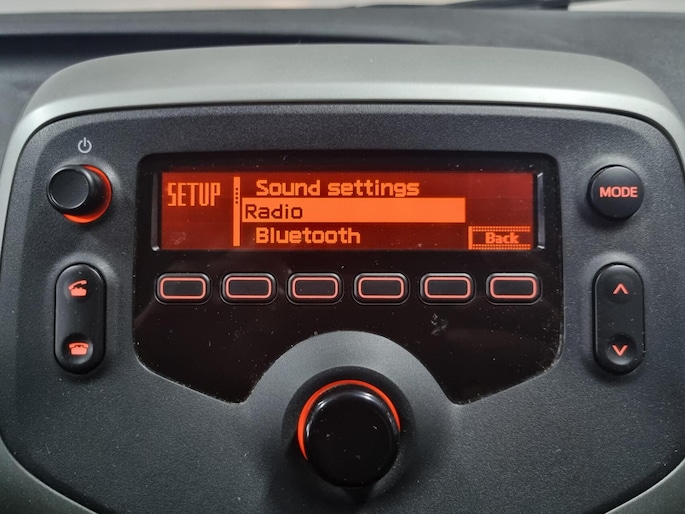 SETUP
Sound settings
Radio
Bluetooth
Back
MODE